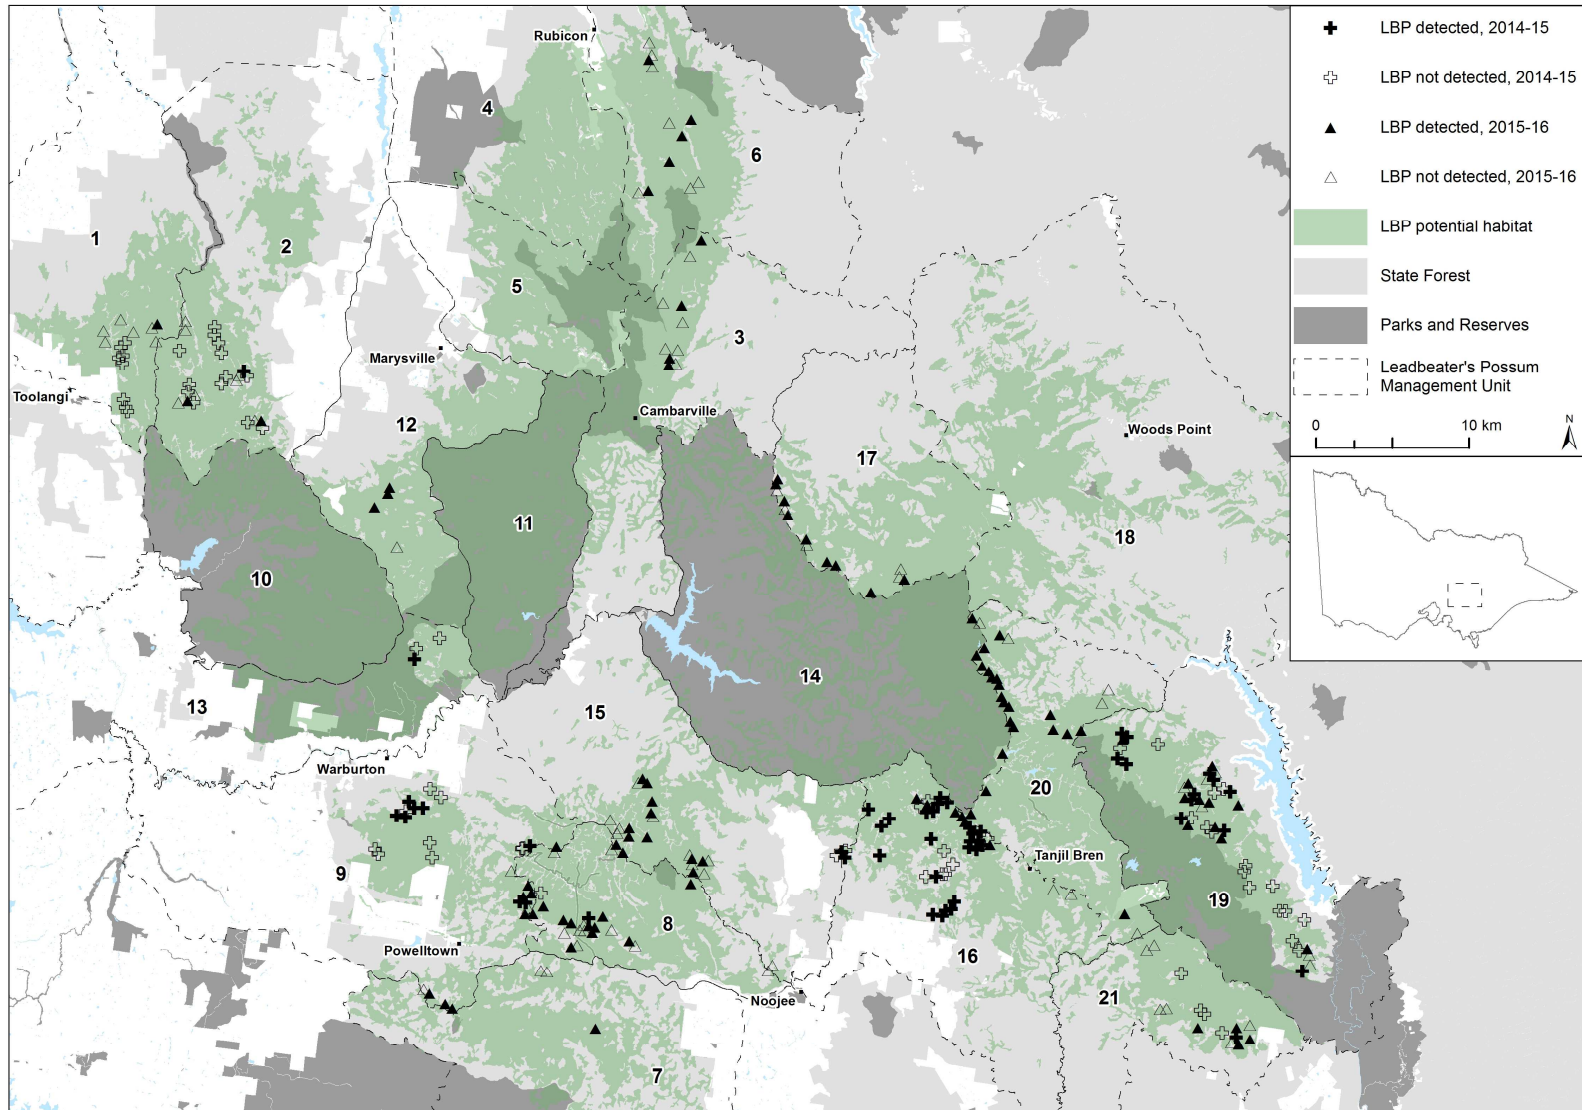 LBP detected, 2014-15
LBP not detected, 2014-15
LBP detected, 2015-16
LBP not detected, 2015-16
LBP potential habitat
State Forest
Parks and Reserves
Leadbeater's Possum
Management Unit
0 10 km
N
Rubicon
4
6
1
2
5
3
Marysville
Toolangi
Cambarville
12
Woods Point
17
11
18
10
14
13
15
Warburton
20
Tanjil Bren
9
19
8
Powelltown
16
Noojee
21
7